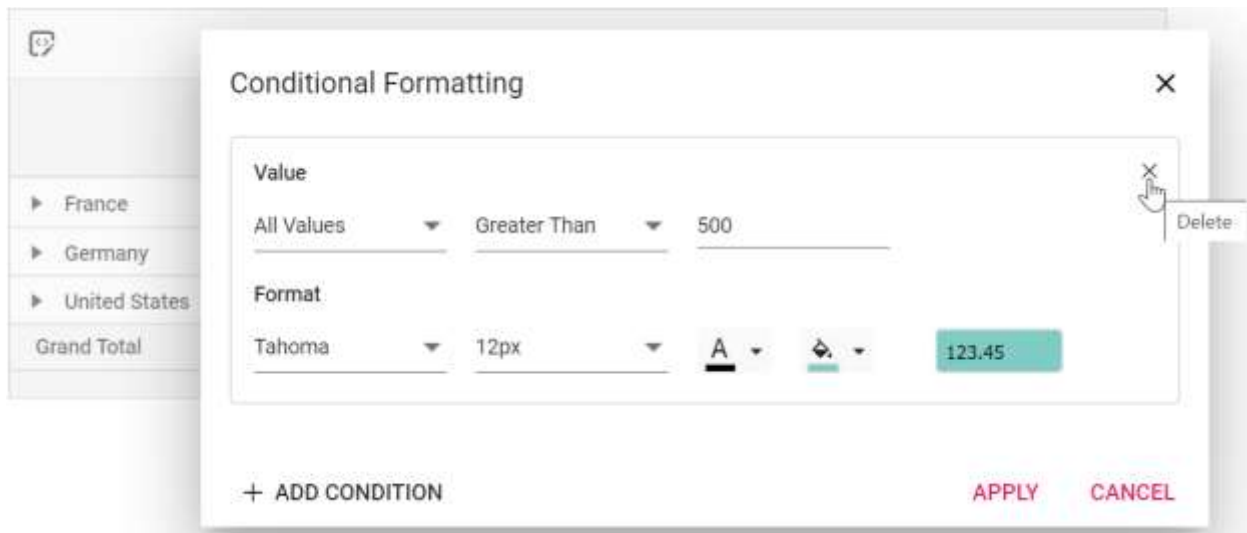 Conditional Formatting
Value
All Values Greater Than 500
Delete
Format
Tahoma 12px A 123.45
France
Germany
United States
Grand Total
+ ADD CONDITION APPLY CANCEL